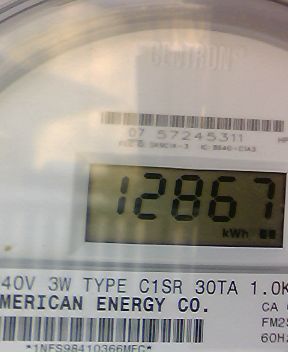 CENTRON
07 57245311
12867
kWh
40V 3W TYPE C1SR 30TA 1.0K
MERICAN ENERGY CO.
CA
FM2S
60Hz
*1NFS98410366MFC*